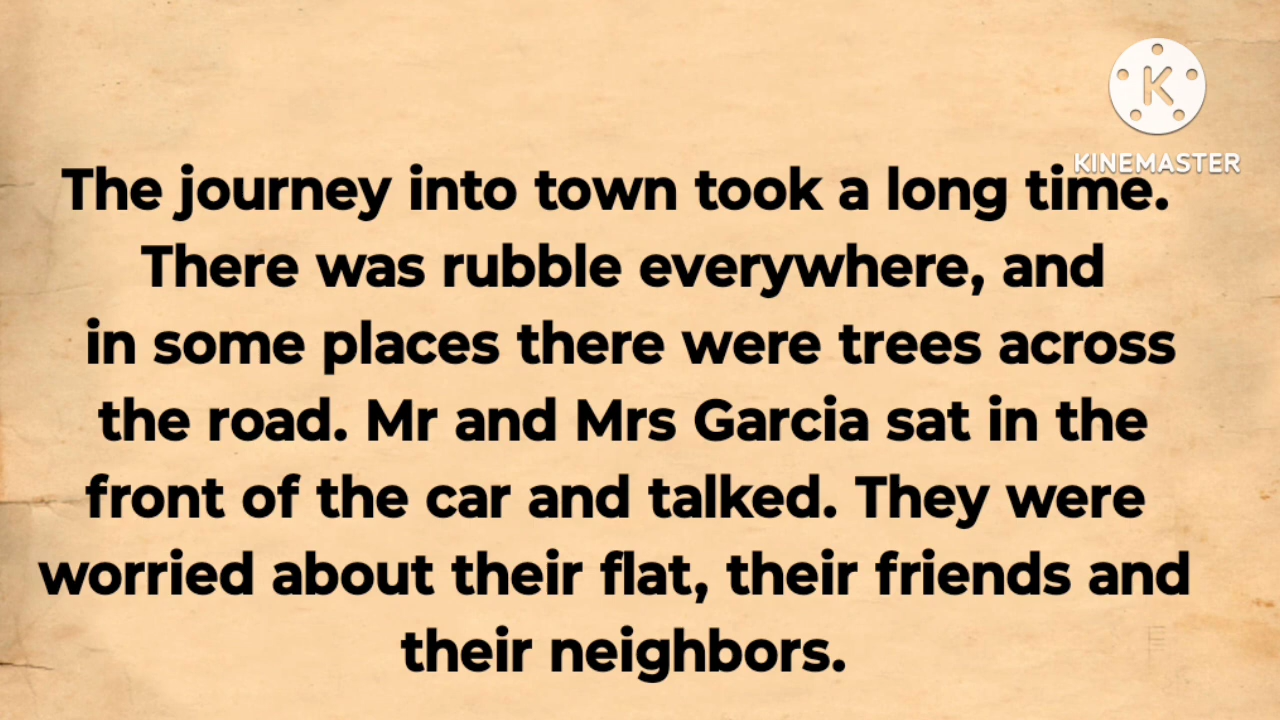 K
KINEMASTER
The journey into town took a long time.
There was rubble everywhere, and
in some places there were trees across
the road. Mr and Mrs Garcia sat in the
front of the car and talked. They were
worried about their flat, their friends and
their neighbors.